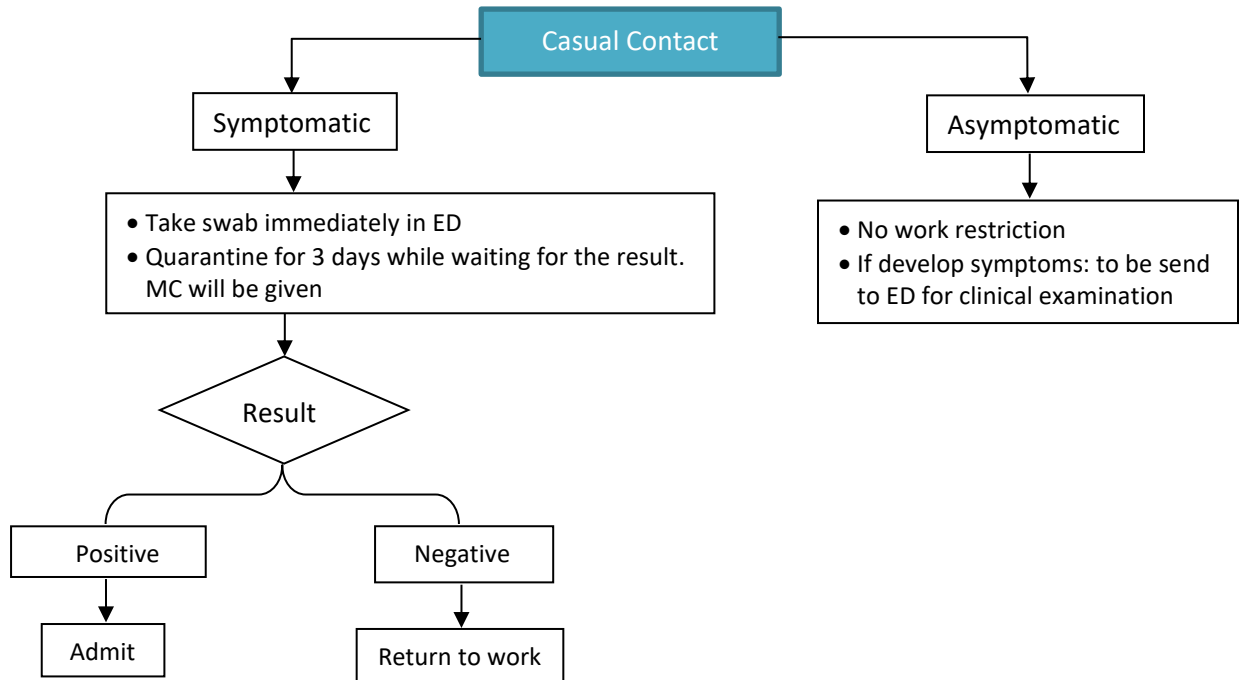 Casual Contact
Symptomatic
Asymptomatic
• Take swab immediately in ED
• Quarantine for 3 days while waiting for the result.
MC will be given
• No work restriction
• If develop symptoms: to be send
to ED for clinical examination
Result
Positive
Negative
Admit
Return to work